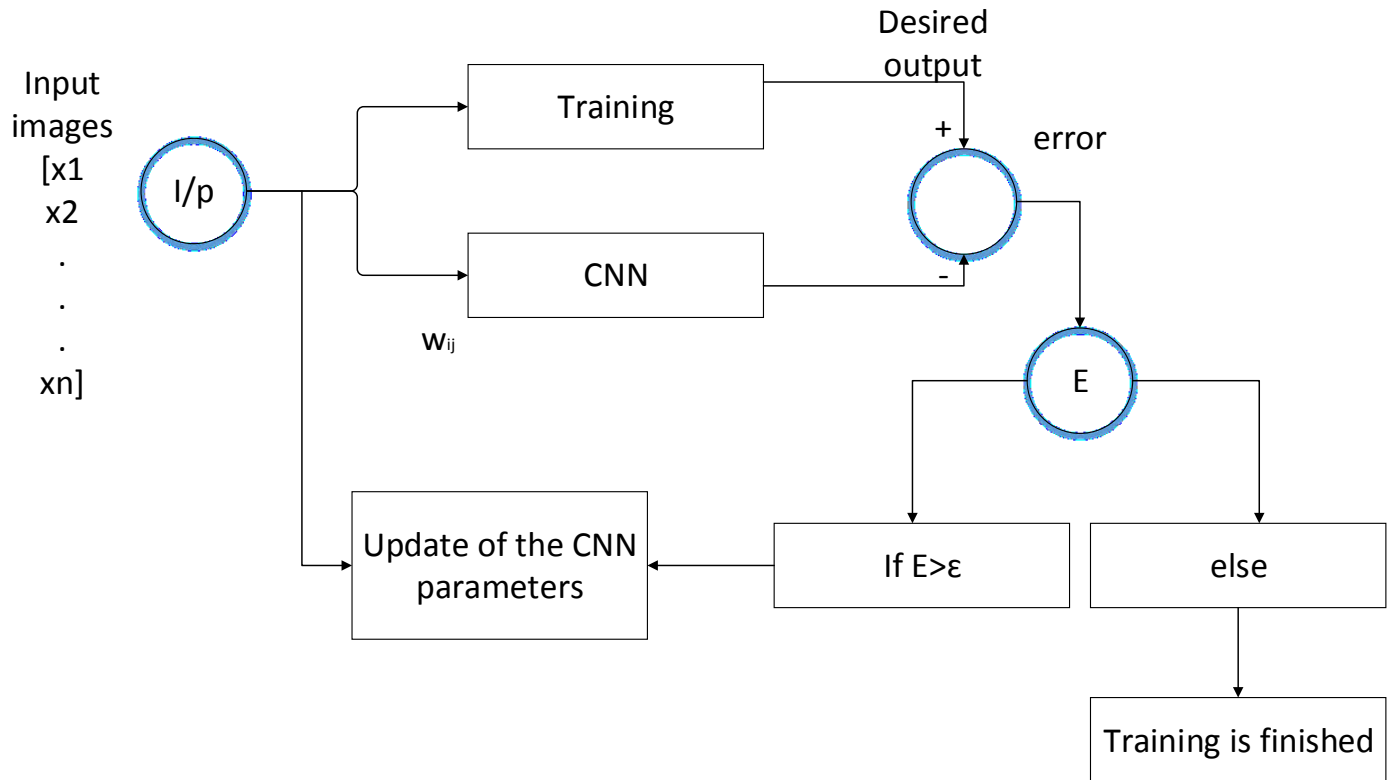 Input
images
[x1
x2
.
.
.
xn]
I/p
Training
CNN
wij
Desired
output
+
-
error
E
Update of the CNN
parameters
If E>ε
else
Training is finished